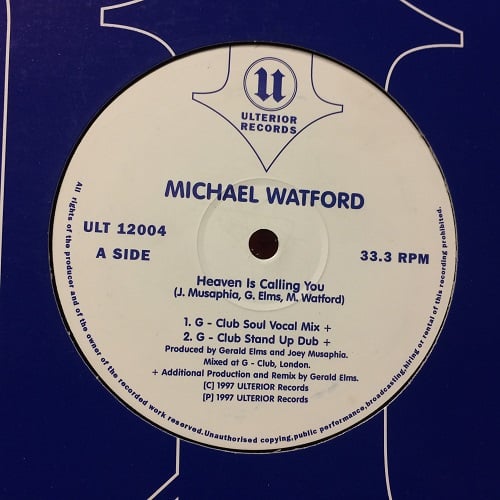 U
ULTERIOR
RECORDS
MICHAEL WATFORD
ULT 12004
A SIDE
33.3 RPM
Heaven Is Calling You
(J. Musaphia, G. Elms, M. Watford)
1. G - Club Soul Vocal Mix +
2. G - Club Stand Up Dub +
Produced by Gerald Elms and Joey Musaphia.
Mixed at G - Club, London.
+ Additional Production and Remix by Gerald Elms.
(C) 1997 ULTERIOR Records
(P) 1997 ULTERIOR Records
All rights of the producer and of the owner of the recorded work reserved.Unauthorised copying,public performance,broadcasting,hiring or rental of this recording prohibited.